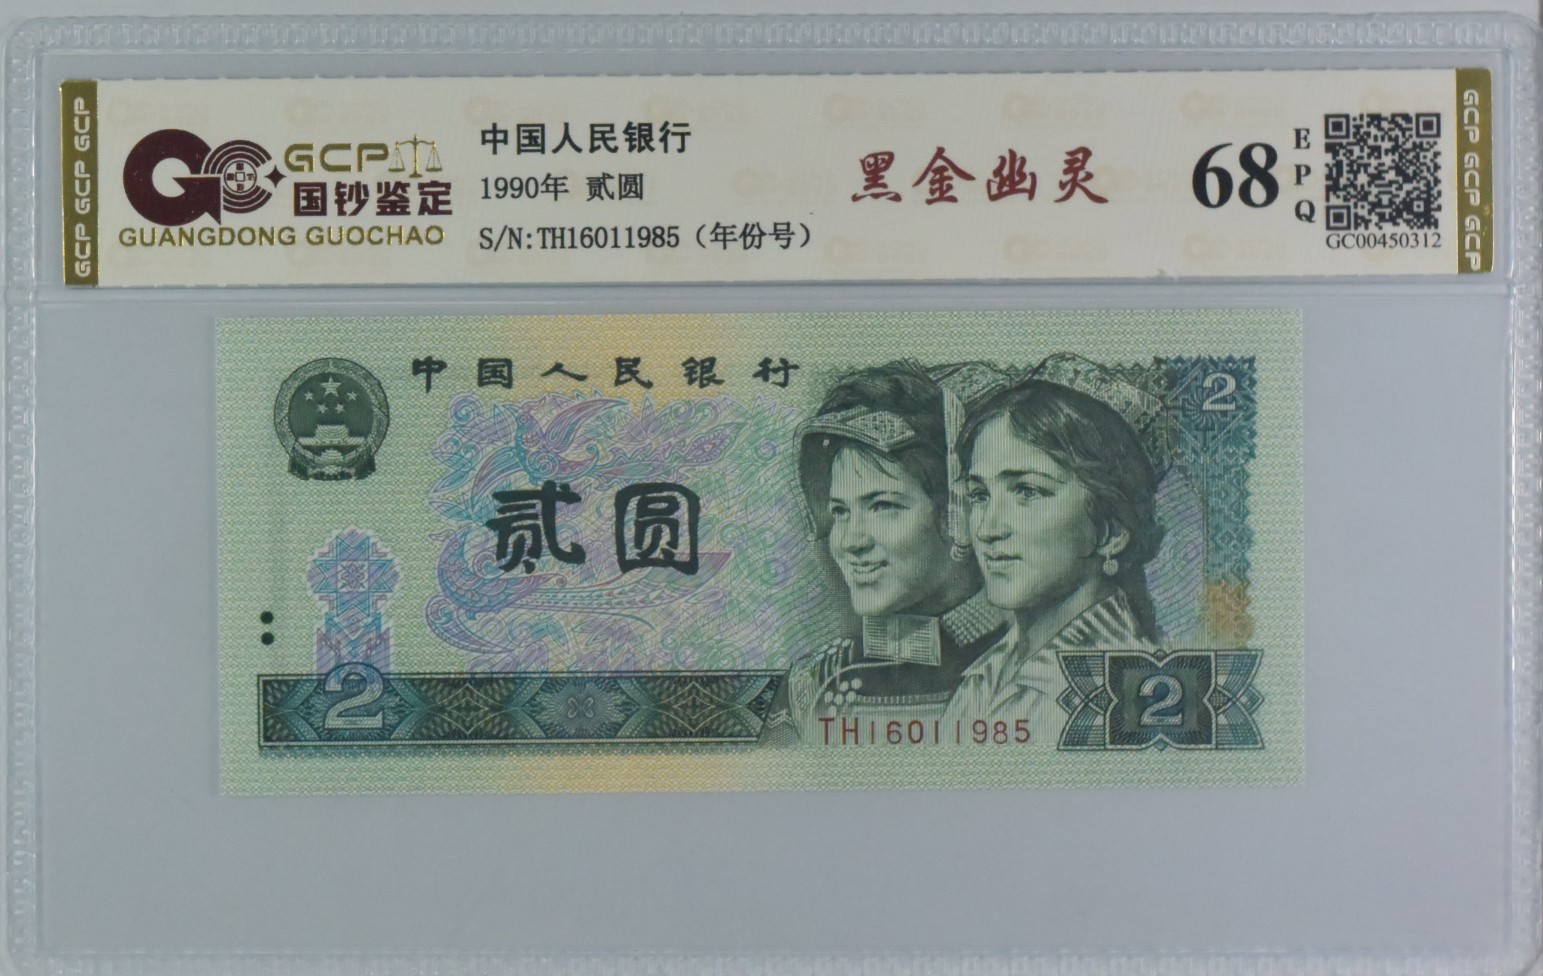 GCP GCP GCP
GCP
国钞鉴定
GUANGDONG GUOCHAO
中国人民银行
1990年 贰圆
S/N:TH16011985（年份号）
黑金幽灵
68
EPQ
GC00450312
GCP GCP GCP
中国人民银行
2
贰圆
2
2
TH16011985